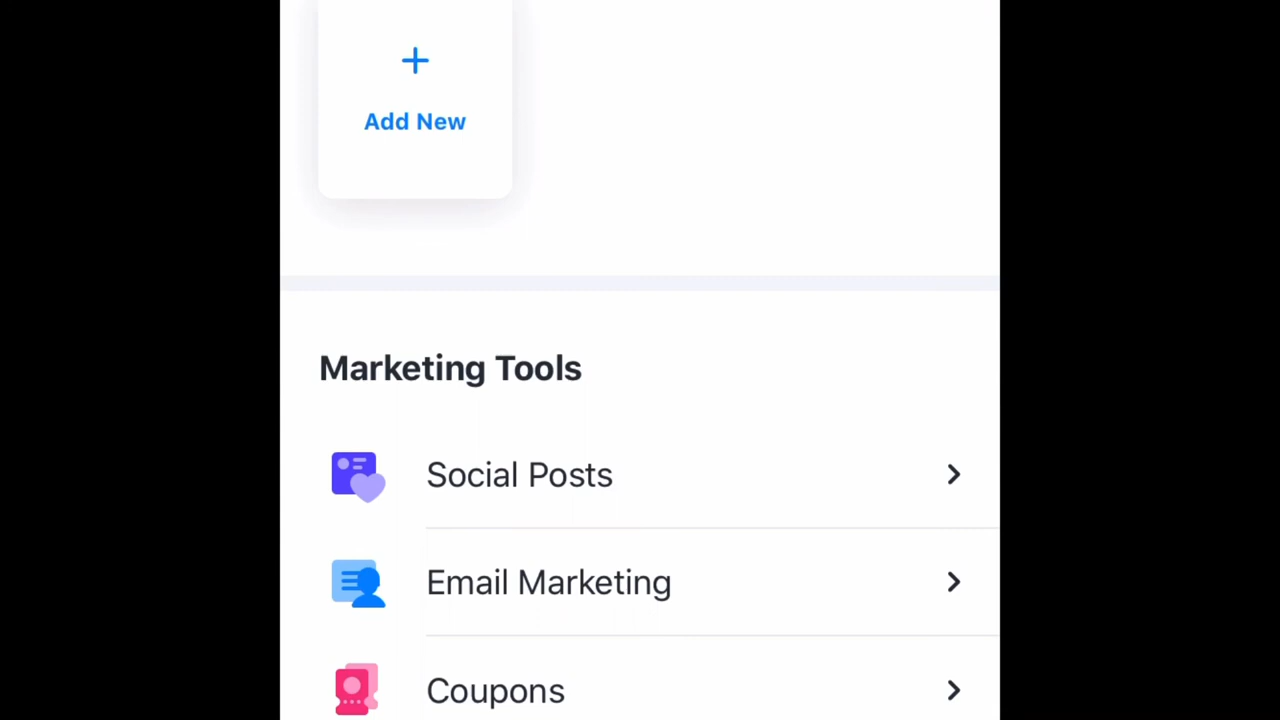 Add New
Marketing Tools
Social Posts
Email Marketing
Coupons